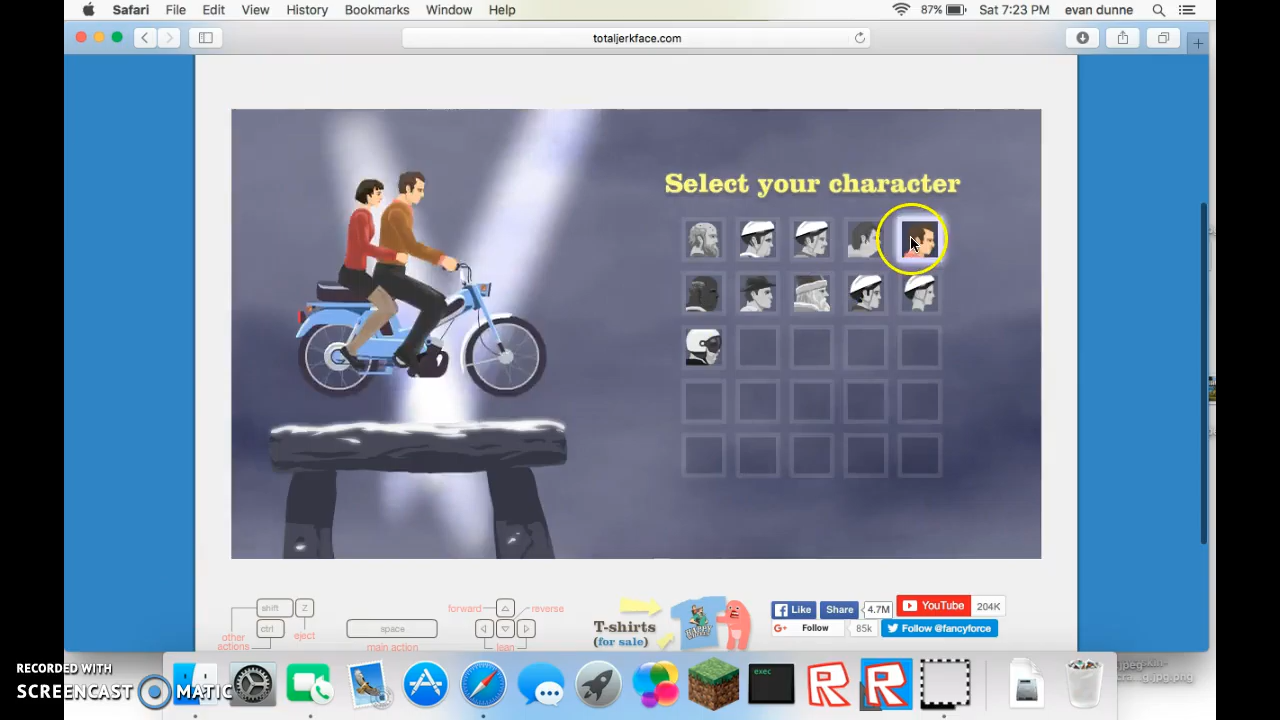 Safari File Edit View History Bookmarks Window Help 87% Sat 7:23 PM evan dunne
totaljerkface.com
Select your character
shift Z
ctrl
eject
other
actions
space
main action
forward
reverse
lean
T-shirts
(for sale)
Like Share 4.7M
YouTube 204K
G+ Follow 85k
Follow @fancyforce
exec
RECORDED WITH
SCREENCAST MATIC